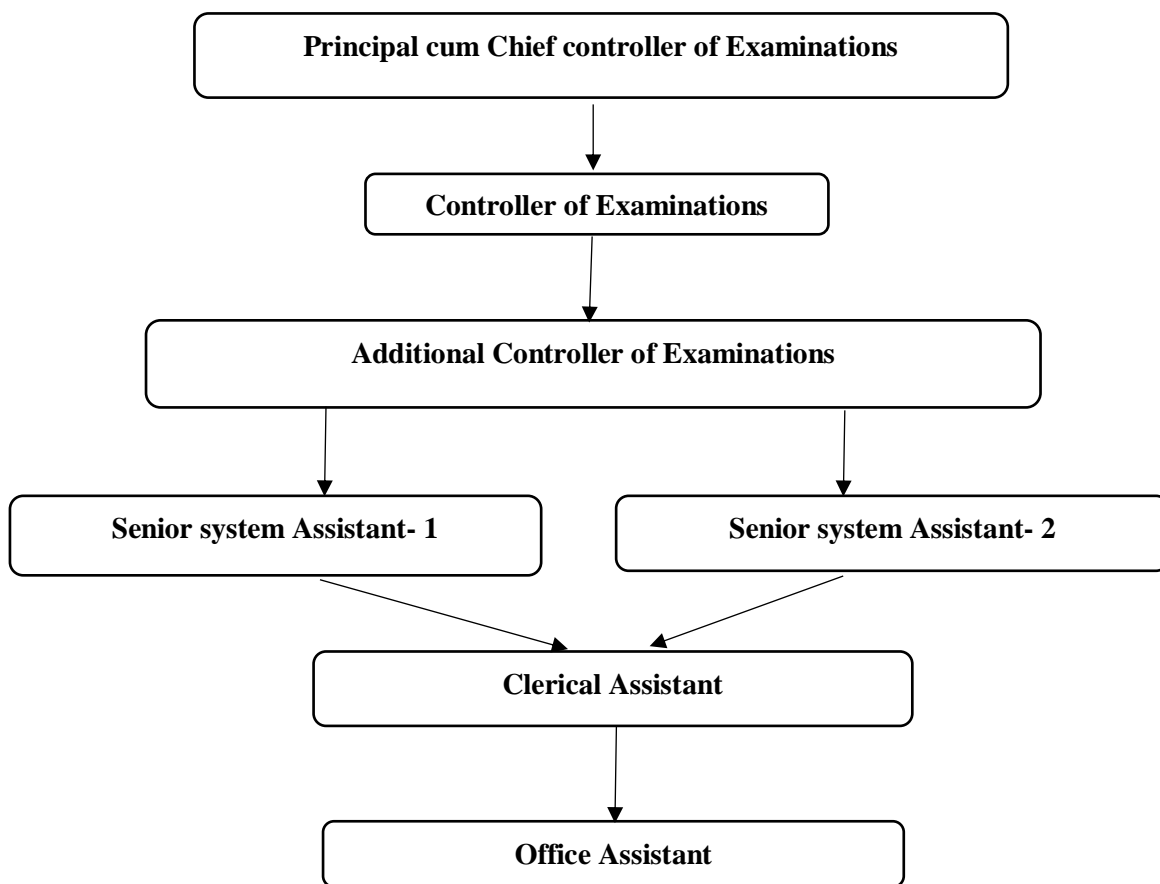 Principal cum Chief controller of Examinations
Controller of Examinations
Additional Controller of Examinations
Senior system Assistant- 1
Senior system Assistant- 2
Clerical Assistant
Office Assistant